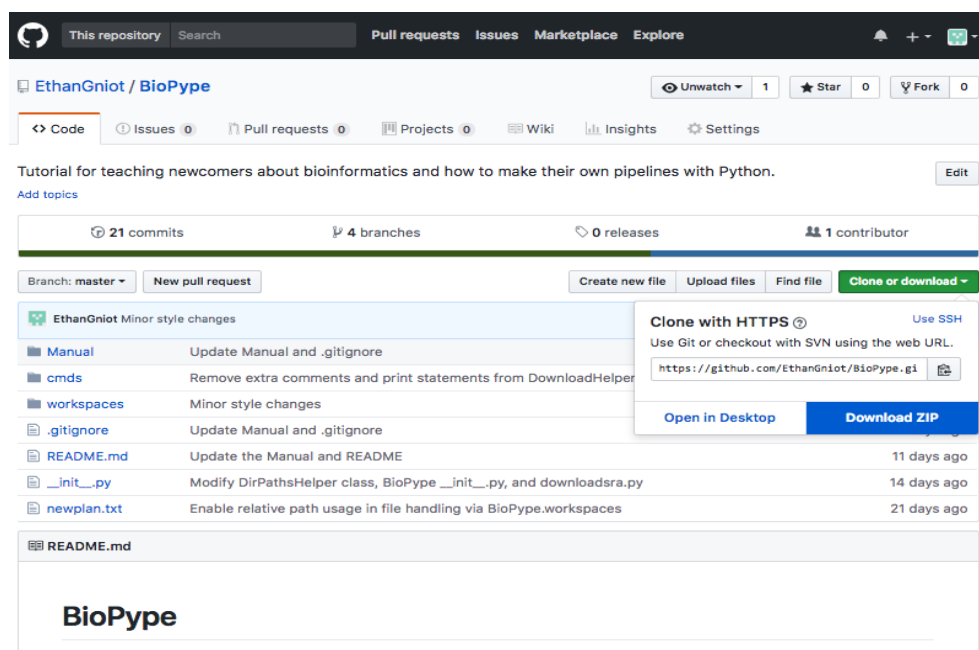 This repository Search Pull requests Issues Marketplace Explore
EthanGniot / BioPype Unwatch 1 Star 0 Fork 0
Code Issues 0 Pull requests 0 Projects 0 Wiki Insights Settings
Tutorial for teaching newcomers about bioinformatics and how to make their own pipelines with Python. Edit
Add topics
21 commits 4 branches 0 releases 1 contributor
Branch: master New pull request Create new file Upload files Find file Clone or download
EthanGniot Minor style changes
Clone with HTTPS Use SSH
Use Git or checkout with SVN using the web URL.
https://github.com/EthanGniot/BioPype.gi
Open in Desktop Download ZIP
Manual Update Manual and .gitignore
cmds Remove extra comments and print statements from DownloadHelper
workspaces Minor style changes
.gitignore Update Manual and .gitignore
README.md Update the Manual and README 11 days ago
__init__.py Modify DirPathsHelper class, BioPype __init__.py, and downloadsra.py 14 days ago
newplan.txt Enable relative path usage in file handling via BioPype.workspaces 21 days ago
README.md
BioPype